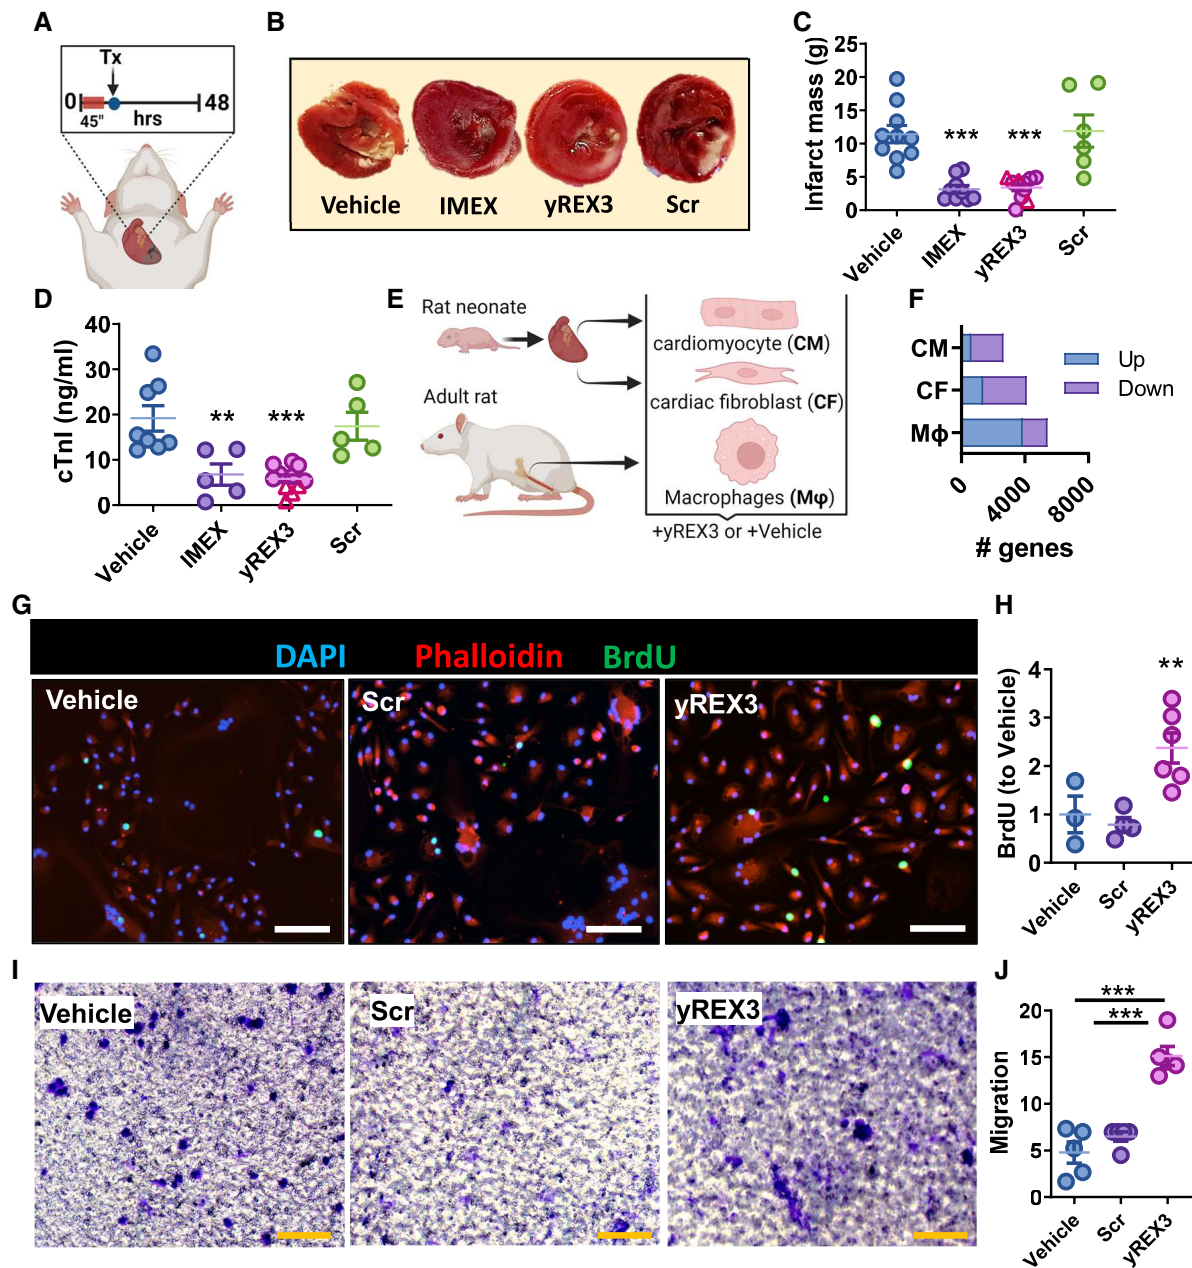 A
Tx
0
48
45"
hrs
B
Vehicle
IMEX
yREX3
Scr
C
Infarct mass (g)
25
20
15
10
5
0
***
***
Vehicle
IMEX
yREX3
Scr
D
cTnI (ng/ml)
40
30
20
10
0
**
***
Vehicle
IMEX
yREX3
Scr
E
Rat neonate
Adult rat
cardiomyocyte (CM)
cardiac fibroblast (CF)
Macrophages (Mφ)
+yREX3 or +Vehicle
F
CM
CF
Mϕ
0
4000
8000
# genes
Up
Down
G
DAPI
Phalloidin
BrdU
Vehicle
Scr
yREX3
H
BrdU (to Vehicle)
4
3
2
1
0
**
Vehicle
Scr
yREX3
I
Vehicle
Scr
yREX3
J
Migration
20
15
10
5
0
***
***
Vehicle
Scr
yREX3